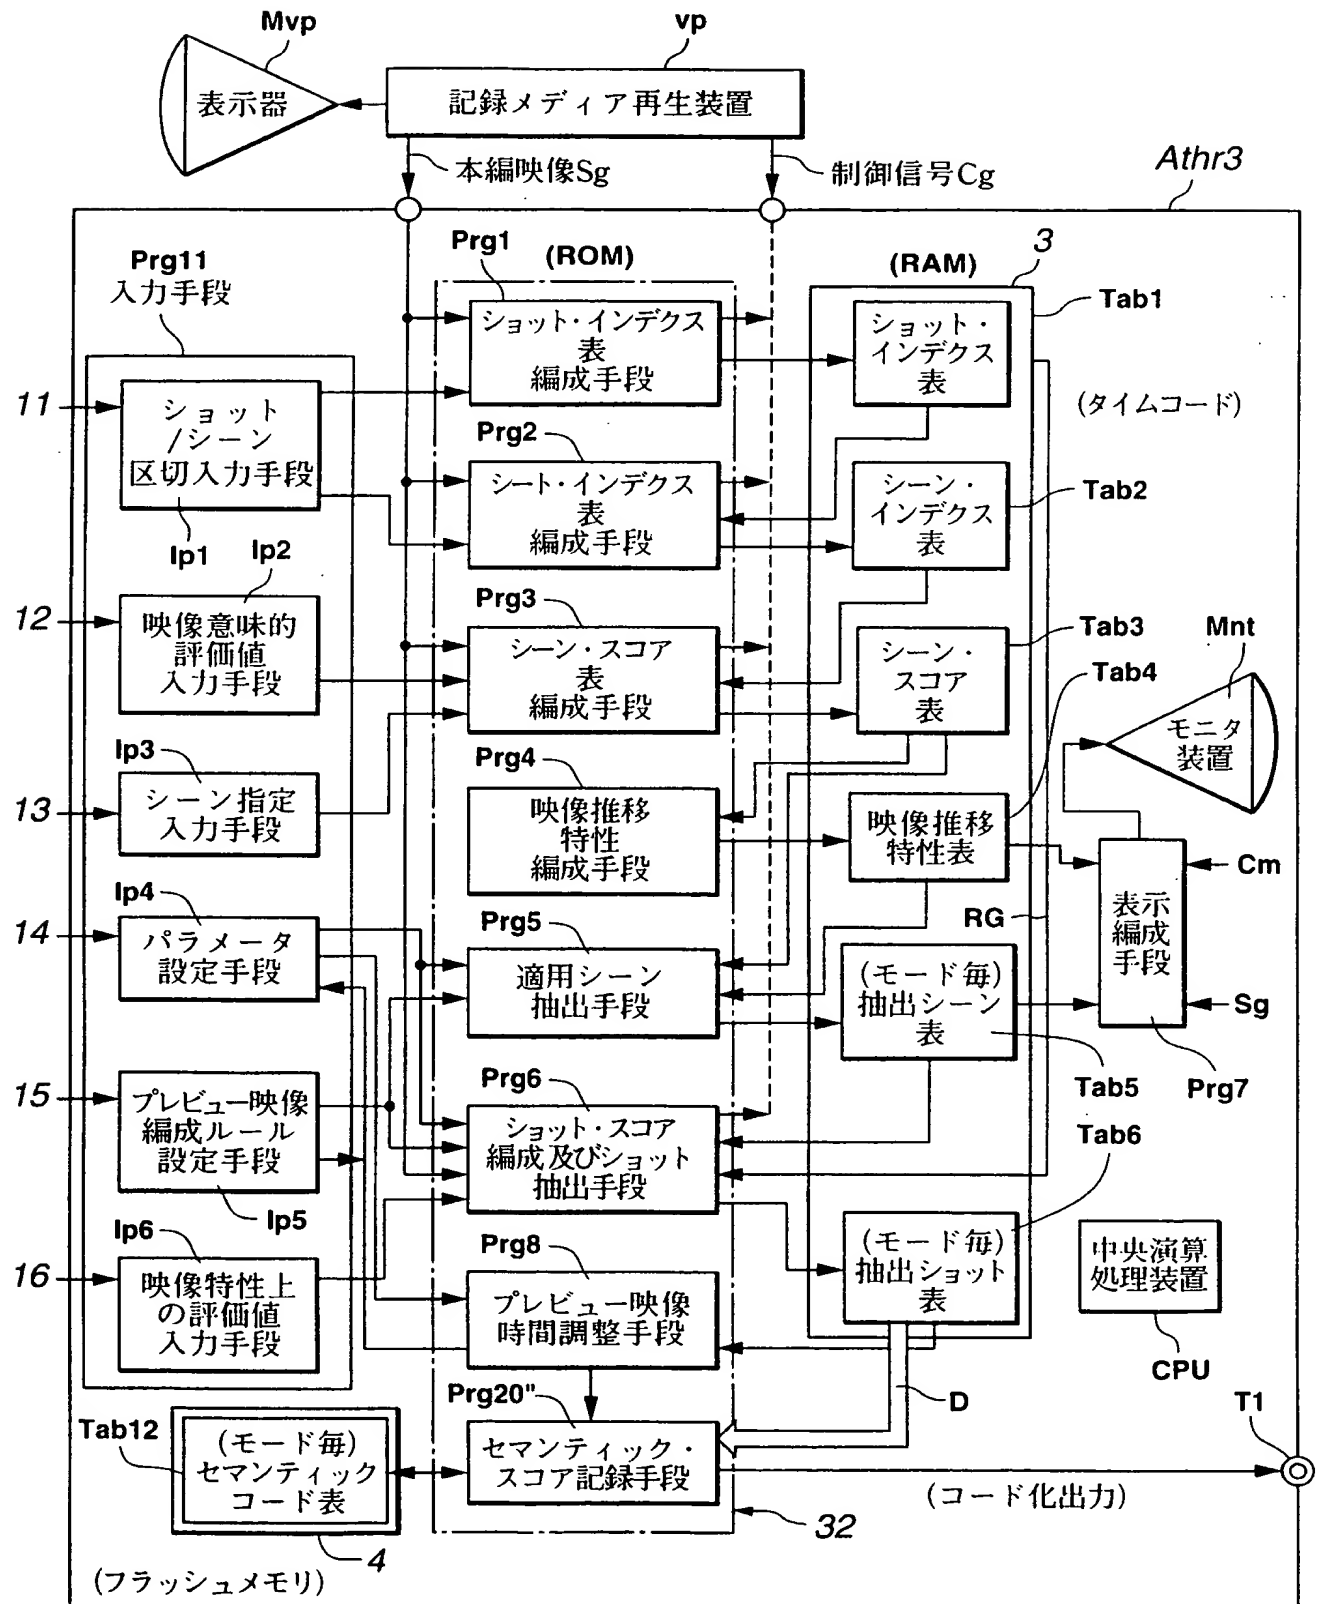 Mvp
vp
表示器
記録メディア再生装置
本編映像Sg
制御信号Cg
Athr3
Prg11
入力手段
Prg1
(ROM)
(RAM)
3
Tab1
ショット・インデクス
表
編成手段
ショット・
インデクス
表
(タイムコード)
11
ショット
/シーン
区切入力手段
Ip1
Prg2
シート・インデクス
表
編成手段
シーン・
インデクス
表
Tab2
Ip2
12
映像意味的
評価値
入力手段
Prg3
シーン・スコア
表
編成手段
シーン・
スコア
表
Tab3
Tab4
Mnt
モニタ
装置
Ip3
13
シーン指定
入力手段
Prg4
映像推移
特性
編成手段
映像推移
特性表
Cm
表示
編成
手段
Sg
Prg7
RG
Ip4
14
パラメータ
設定手段
Prg5
適用シーン
抽出手段
(モード毎)
抽出シーン
表
Tab5
15
プレビュー映像
編成ルール
設定手段
Ip5
Prg6
ショット・スコア
編成及びショット
抽出手段
Tab6
(モード毎)
抽出ショット
表
中央演算
処理装置
CPU
Ip6
16
映像特性上
の評価値
入力手段
Prg8
プレビュー映像
時間調整手段
D
Prg20"
セマンティック・
スコア記録手段
T1
(コード化出力)
Tab12
(モード毎)
セマンティック
コード表
4
32
(フラッシュメモリ)